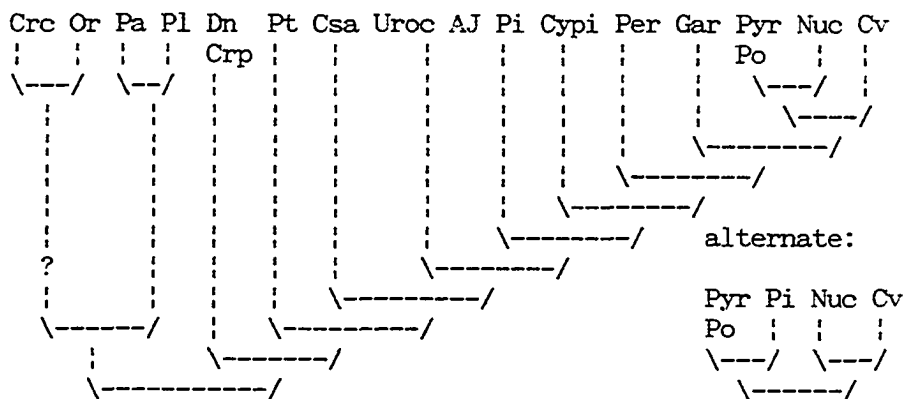 Crc Or Pa Pl Dn Pt Csa Uroc AJ Pi Cypi Per Gar Pyr Nuc Cv
Crp Po
?
alternate:
Pyr Pi Nuc Cv
Po